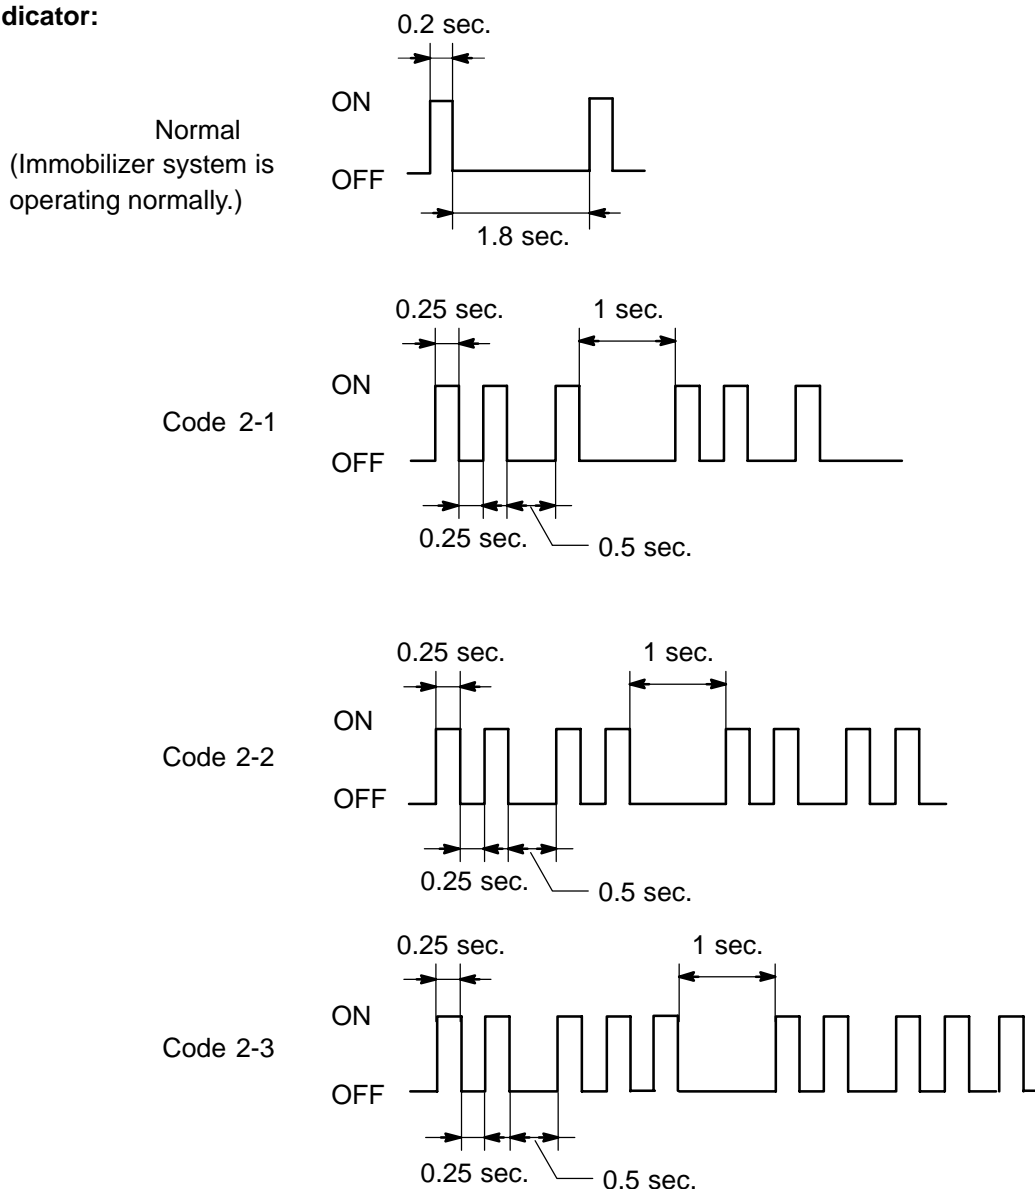 dicator:
0.2 sec.
ON
Normal
(Immobilizer system is
OFF
operating normally.)
1.8 sec.
0.25 sec.
1 sec.
ON
Code 2-1
OFF
0.25 sec.
0.5 sec.
0.25 sec.
1 sec.
ON
Code 2-2
OFF
0.25 sec.
0.5 sec.
0.25 sec.
1 sec.
ON
Code 2-3
OFF
0.25 sec.
0.5 sec.